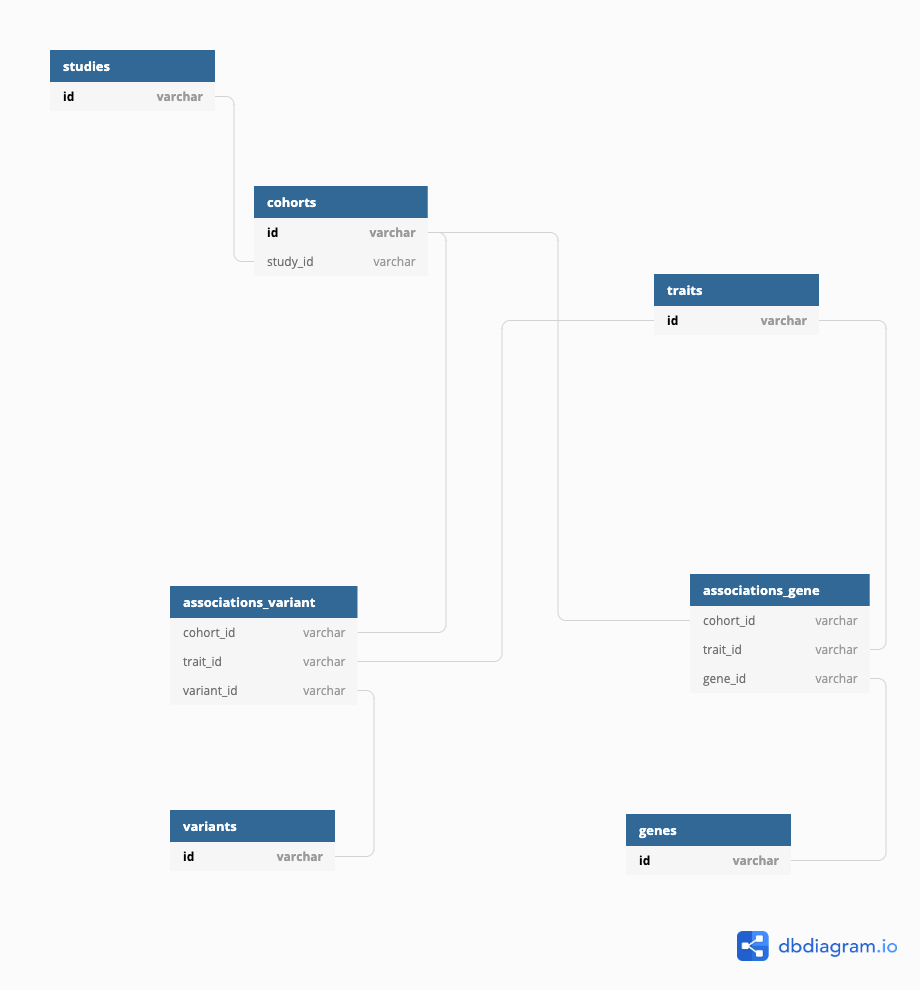 studies
id varchar
cohorts
id varchar
study_id varchar
traits
id varchar
associations_variant
cohort_id varchar
trait_id varchar
variant_id varchar
associations_gene
cohort_id varchar
trait_id varchar
gene_id varchar
variants
id varchar
genes
id varchar
dbdiagram.io